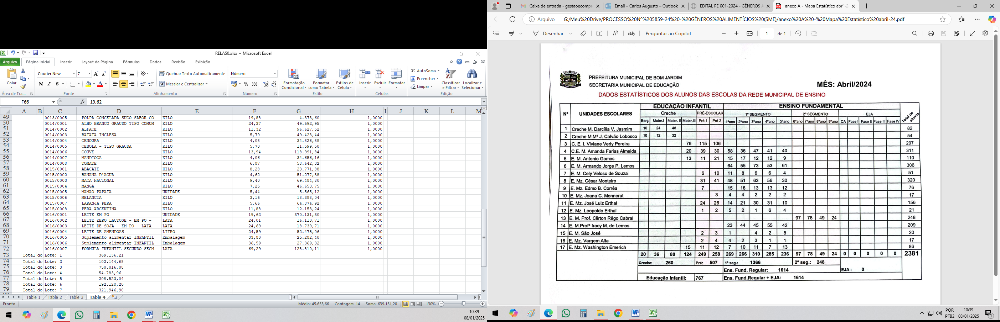 RELA50.xlsx - Microsoft Excel
Arquivo Página Inicial Inserir Layout da Página Fórmulas Dados Revisão Exibição
Courier New 7 Quebrar Texto Automaticamente Número AutoSoma
Colar N I S Mesclar e Centralizar % 000 Formatação Condicional Formatar como Tabela Estilos de Célula Inserir Excluir Formatar Preencher Limpar Classificar e Filtrar Localizar e Selecionar
Área de Tra... Fonte Alinhamento Número Estilo Células Edição
F66 fx 19,62
A B C D E F G H I J K L M
49 0013/0005 POLPA CONGELADA SUCO SABOR GO KILO 19,88 4.373,60 1,0000
50 0014/0001 ALHO BRANCO GRAUDO TIPO COMUM KILO 24,37 49.592,95 1,0000
51 0014/0002 ALFACE KILO 11,32 96.627,52 1,0000
52 0014/0003 BATATA INGLESA KILO 5,79 49.423,44 1,0000
53 0014/0004 CENOURA KILO 4,08 34.826,88 1,0000
54 0014/0005 CEBOLA - TIPO GRAUDA KILO 5,70 11.599,50 1,0000
55 0014/0006 COUVE KILO 13,94 118.991,84 1,0000
56 0014/0007 MANDIOCA KILO 4,06 34.656,16 1,0000
57 0014/0008 TOMATE KILO 6,87 58.642,32 1,0000
58 0015/0001 ABACATE KILO 8,28 23.771,88 1,0000
59 0015/0002 BANANA D'AGUA KILO 4,62 51.277,38 1,0000
60 0015/0003 MACA NACIONAL KILO 9,40 69.484,80 1,0000
61 0015/0004 MANGA KILO 7,25 46.653,75 1,0000
62 0015/0005 MAMAO PAPAIA UNIDADE 5,44 5.565,12 1,0000
63 0015/0006 MELANCIA KILO 3,16 18.388,04 1,0000
64 0015/0007 LARANJA PERA KILO 5,66 64.874,92 1,0000
65 0015/0008 PERA ARGENTINA KILO 11,88 12.153,24 1,0000
66 0016/0001 LEITE EM PO UNIDADE 19,62 370.131,30 1,0000
67 0016/0002 LEITE ZERO LACTOSE - EM PO - LATA 24,01 16.110,71 1,0000
68 0016/0003 LEITE DE SOJA - EM PO - LATA LATA 24,69 18.739,71 1,0000
69 0016/0004 LEITE DE AMENDOAS LITRO 24,59 52.475,06 1,0000
70 0016/0005 Suplemento alimentar INFANTIL Embalagem 33,80 25.282,40 1,0000
71 0016/0006 Suplemento alimentar INFANTIL Embalagem 36,59 27.369,32 1,0000
72 0016/0007 FORMULA INFANTIL SEGUNDO SEGM LATA 69,29 128.810,11 1,0000
73 Total do Lote: 1 369.136,21
74 Total do Lote: 2 102.144,68
75 Total do Lote: 3 750.016,08
76 Total do Lote: 4 54.783,96
77 Total do Lote: 5 208.523,04
78 Total do Lote: 6 192.128,20
79 Total do Lote: 7 321.946,90
Table 1 Table 2 Table 3 Table 4
Pronto Média: 45.653,66 Contagem: 14 Soma: 639.151,20 130%
10:39
08/01/2025
Caixa de entrada - gestaoecompr Email – Carlos Augusto – Outlook EDITAL PE 001-2024 - GÊNEROS A anexo A - Mapa Estatístico abril-2
Arquivo G:/Meu%20Drive/PROCESSO%20Nº%205859-24%20-%20GÊNEROS%20ALIMENTÍCIOS%20(SME)/anexo%20A%20-%20Mapa%20Estatístico%20abril-24.pdf
Desenhar aあ Perguntar ao Copilot 1 de 1
PREFEITURA MUNICIPAL DE BOM JARDIM
SECRETARIA MUNICIPAL DE EDUCAÇÃO
MÊS: Abril/2024
DADOS ESTATÍSTICOS DOS ALUNOS DAS ESCOLAS DA REDE MUNICIPAL DE ENSINO
Nº UNIDADES ESCOLARES EDUCAÇÃO INFANTIL ENSINO FUNDAMENTAL Total de alunos
Creche PRÉ-ESCOLAR 1º SEGMENTO 2º SEGMENTO EJA
Berç. Mater.I Mater. II Mater.III Pré 1 Pré 2 1ºano 2ºano 3ºano 4ºano 5ºano 6ºano 7ºano 8ºano 9ºano CA Fase I Fase II Fase III Fase IV
1 Creche M. Darcília V. Jasmim 10 24 48 82
2 Creche M.Mª J. Calvão Lobosco 10 12 32 54
3 C. E. I. Viviane Verly Pereira 76 115 106 297
4 C.E. M. Amanda Farias Almeida 20 39 30 58 36 47 41 40 311
5 E. M. Antonio Gomes 13 11 21 15 17 12 12 9 110
6 E. M. Armando Jorge P. Lemos 64 55 73 53 61 306
7 E. M. Cely Veloso de Souza 6 10 11 8 6 6 4 51
8 E. Mz. César Monteiro 31 41 48 51 63 56 30 320
9 E. Mz. Edmo B. Corrêa 7 15 16 13 13 12 76
10 E. Mz. Joana C. Monnerat 3 4 4 2 2 2 17
11 E. Mz. José Luiz Erthal 24 26 14 21 30 31 10 156
12 E. Mz. Leopoldo Erthal 1 2 5 2 1 6 4 21
13 E. M. Prof. Clirton Rêgo Cabral 97 78 49 24 248
14 E. M.Profª Iracy M. de Lemos 23 44 45 55 42 209
15 E. M. São José 2 3 1 4 2 8 20
16 E. Mz. Vargem Alta 2 4 4 2 3 1 1 17
17 E. Mz. Washington Emerich 15 11 12 7 10 11 7 13 86
20 36 80 124 249 258 269 266 310 285 236 97 78 49 24 0 0 0 0 0 2381
Creche: 260 Pré: 507 1º seg.: 1366 2º seg.: 248
Ens. Fund. Regular: 1614 EJA : 0
Educação Infantil: 767 Ens. Fund.Regular + EJA: 1614
POR
PTB2
10:39
08/01/2025